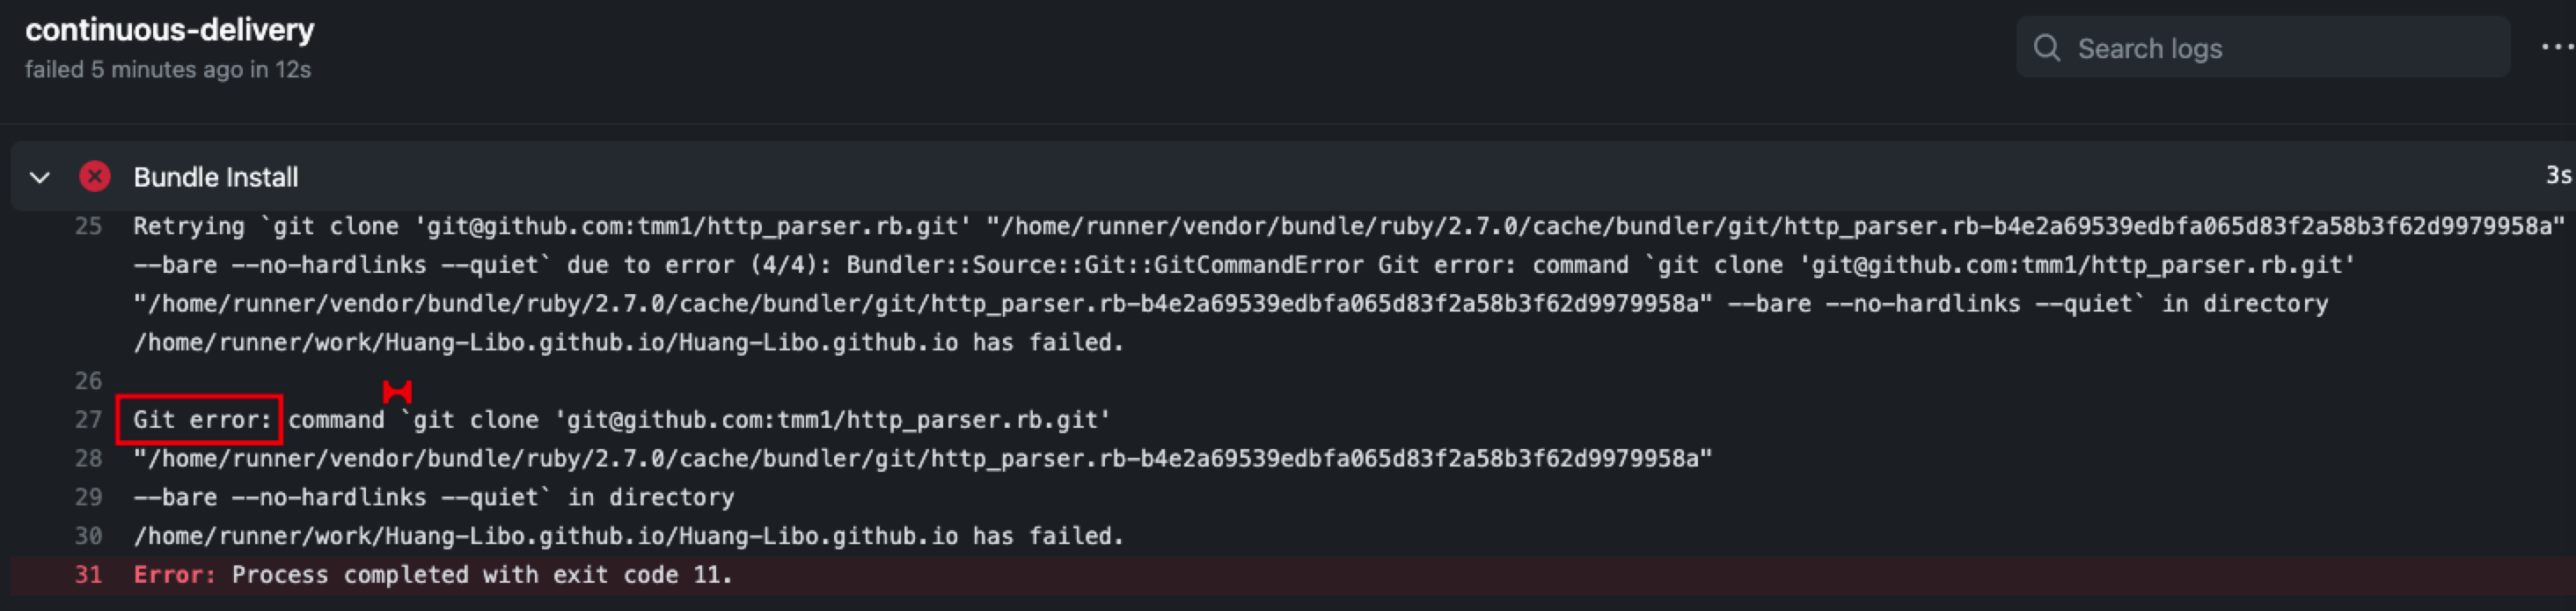 continuous-delivery
failed 5 minutes ago in 12s
Search logs
Bundle Install
3s
25 Retrying `git clone 'git@github.com:tmm1/http_parser.rb.git' "/home/runner/vendor/bundle/ruby/2.7.0/cache/bundler/git/http_parser.rb-b4e2a69539edbfa065d83f2a58b3f62d9979958a"
--bare --no-hardlinks --quiet` due to error (4/4): Bundler::Source::Git::GitCommandError Git error: command `git clone 'git@github.com:tmm1/http_parser.rb.git'
"/home/runner/vendor/bundle/ruby/2.7.0/cache/bundler/git/http_parser.rb-b4e2a69539edbfa065d83f2a58b3f62d9979958a" --bare --no-hardlinks --quiet` in directory
/home/runner/work/Huang-Libo.github.io/Huang-Libo.github.io has failed.
26
27 Git error: command `git clone 'git@github.com:tmm1/http_parser.rb.git'
28 "/home/runner/vendor/bundle/ruby/2.7.0/cache/bundler/git/http_parser.rb-b4e2a69539edbfa065d83f2a58b3f62d9979958a"
29 --bare --no-hardlinks --quiet` in directory
30 /home/runner/work/Huang-Libo.github.io/Huang-Libo.github.io has failed.
31 Error: Process completed with exit code 11.